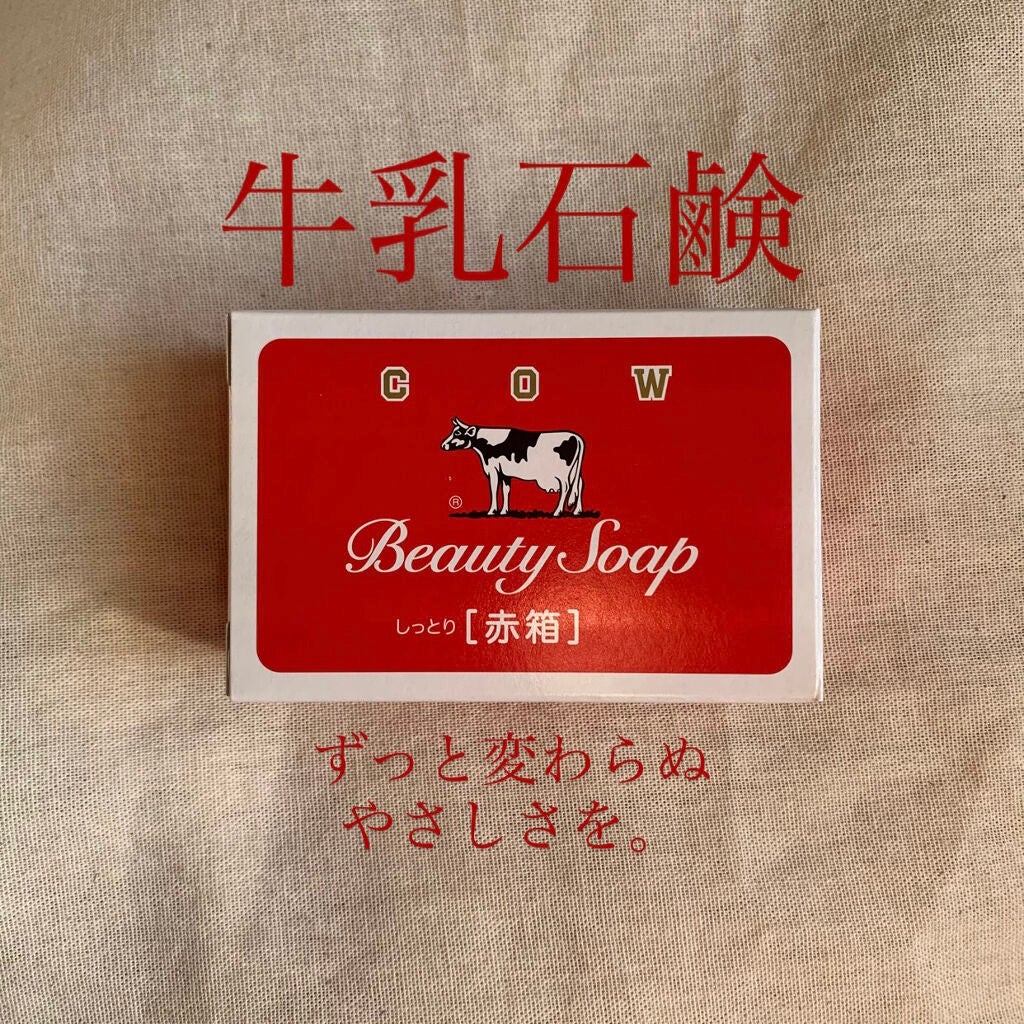 牛乳石鹸
C O W
®
Beauty Soap
しっとり [赤箱]
ずっと変わらぬ
やさしさを。